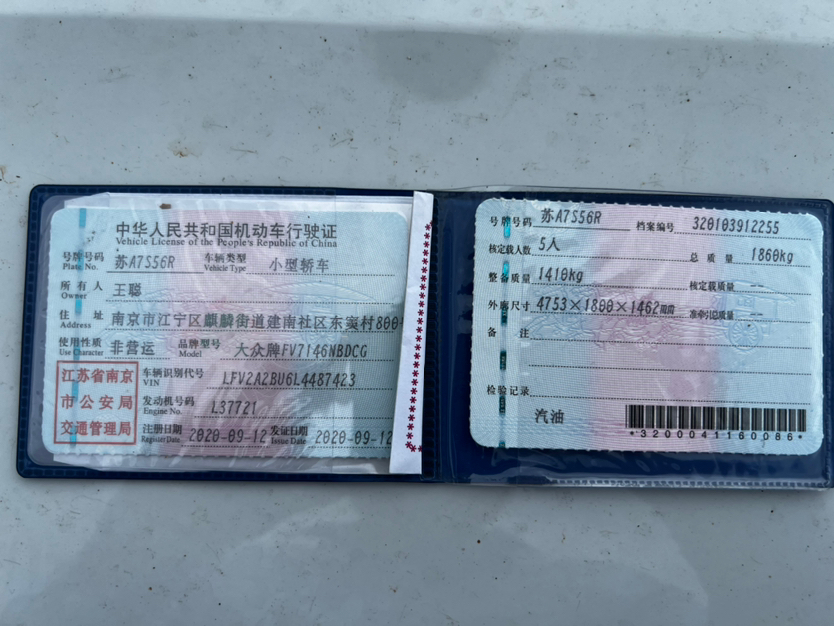 中华人民共和国机动车行驶证
Vehicle License of the People's Republic of China
号牌号码 苏A7S56R 车辆类型 小型轿车
Plate No. Vehicle Type
所有人 王聪
Owner
住址 南京市江宁区麒麟街道建南社区东窦村800
Address
使用性质 非营运 品牌型号 大众牌FV7146NBDCG
Use Character Model
江苏省南京
市公安局
交通管理局
车辆识别代号 LFV2A2BU6L4487423
VIN
发动机号码 L37721
Engine No.
注册日期 2020-09-12 发证日期 2020-09-12
Register Date Issue Date
号牌号码 苏A7S56R 档案编号 320103912255
核定载人数 5人 总质量 1860kg
整备质量 1410kg 核定载质量 --
外廓尺寸 4753×1800×1462mm 准牵引总质量 --
备注
检验记录
汽油
*3200041160086*